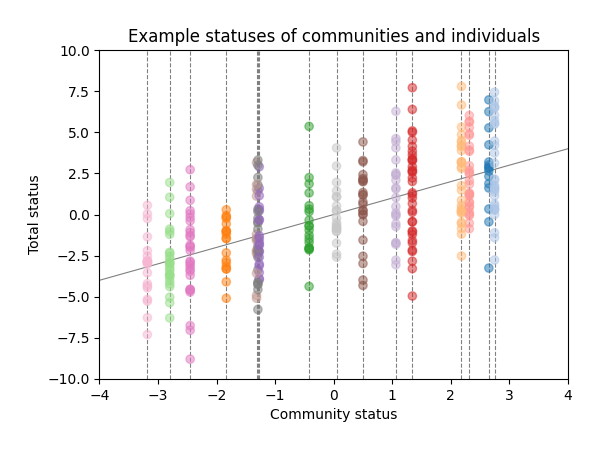 Example statuses of communities and individuals
10.0
7.5
5.0
2.5
0.0
−2.5
−5.0
−7.5
−10.0
Total status
−4 −3 −2 −1 0 1 2 3 4
Community status